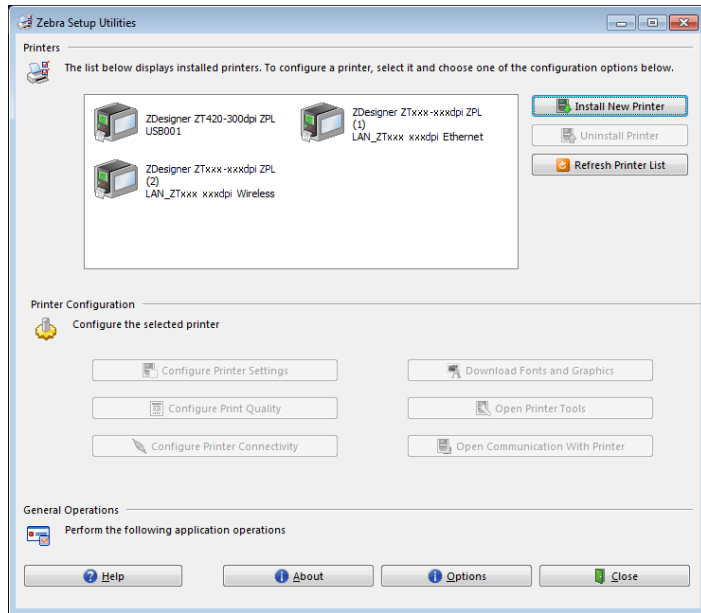 Zebra Setup Utilities
Printers
The list below displays installed printers. To configure a printer, select it and choose one of the configuration options below.
ZDesigner ZT420-300dpi ZPL
USB001
ZDesigner ZTxxx-xxxdpi ZPL
(1)
LAN_ZTxxx xxxdpi Ethernet
ZDesigner ZTxxx-xxxdpi ZPL
(2)
LAN_ZTxxx xxxdpi Wireless
Install New Printer
Uninstall Printer
Refresh Printer List
Printer Configuration
Configure the selected printer
Configure Printer Settings
Download Fonts and Graphics
Configure Print Quality
Open Printer Tools
Configure Printer Connectivity
Open Communication With Printer
General Operations
Perform the following application operations
Help
About
Options
Close